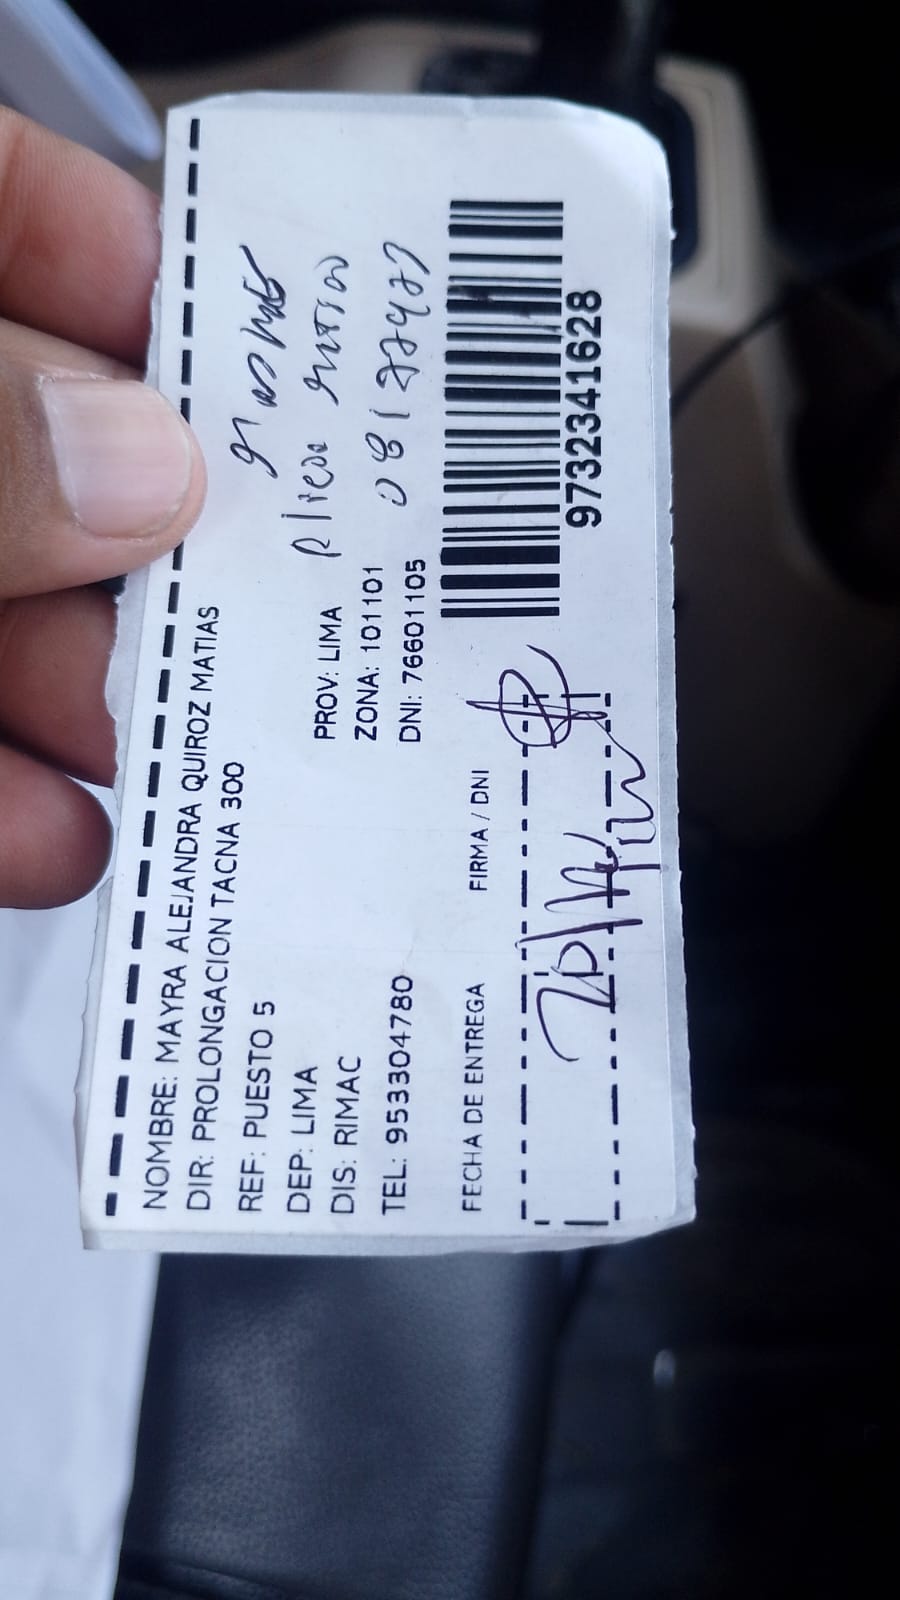 NOMBRE: MAYRA ALEJANDRA QUIROZ MATIAS
DIR: PROLONGACION TACNA 300
REF: PUESTO 5
DEP: LIMA PROV: LIMA
DIS: RIMAC ZONA: 101101
TEL: 953304780 DNI: 76601105
FECHA DE ENTREGA FIRMA / DNI
9732341628